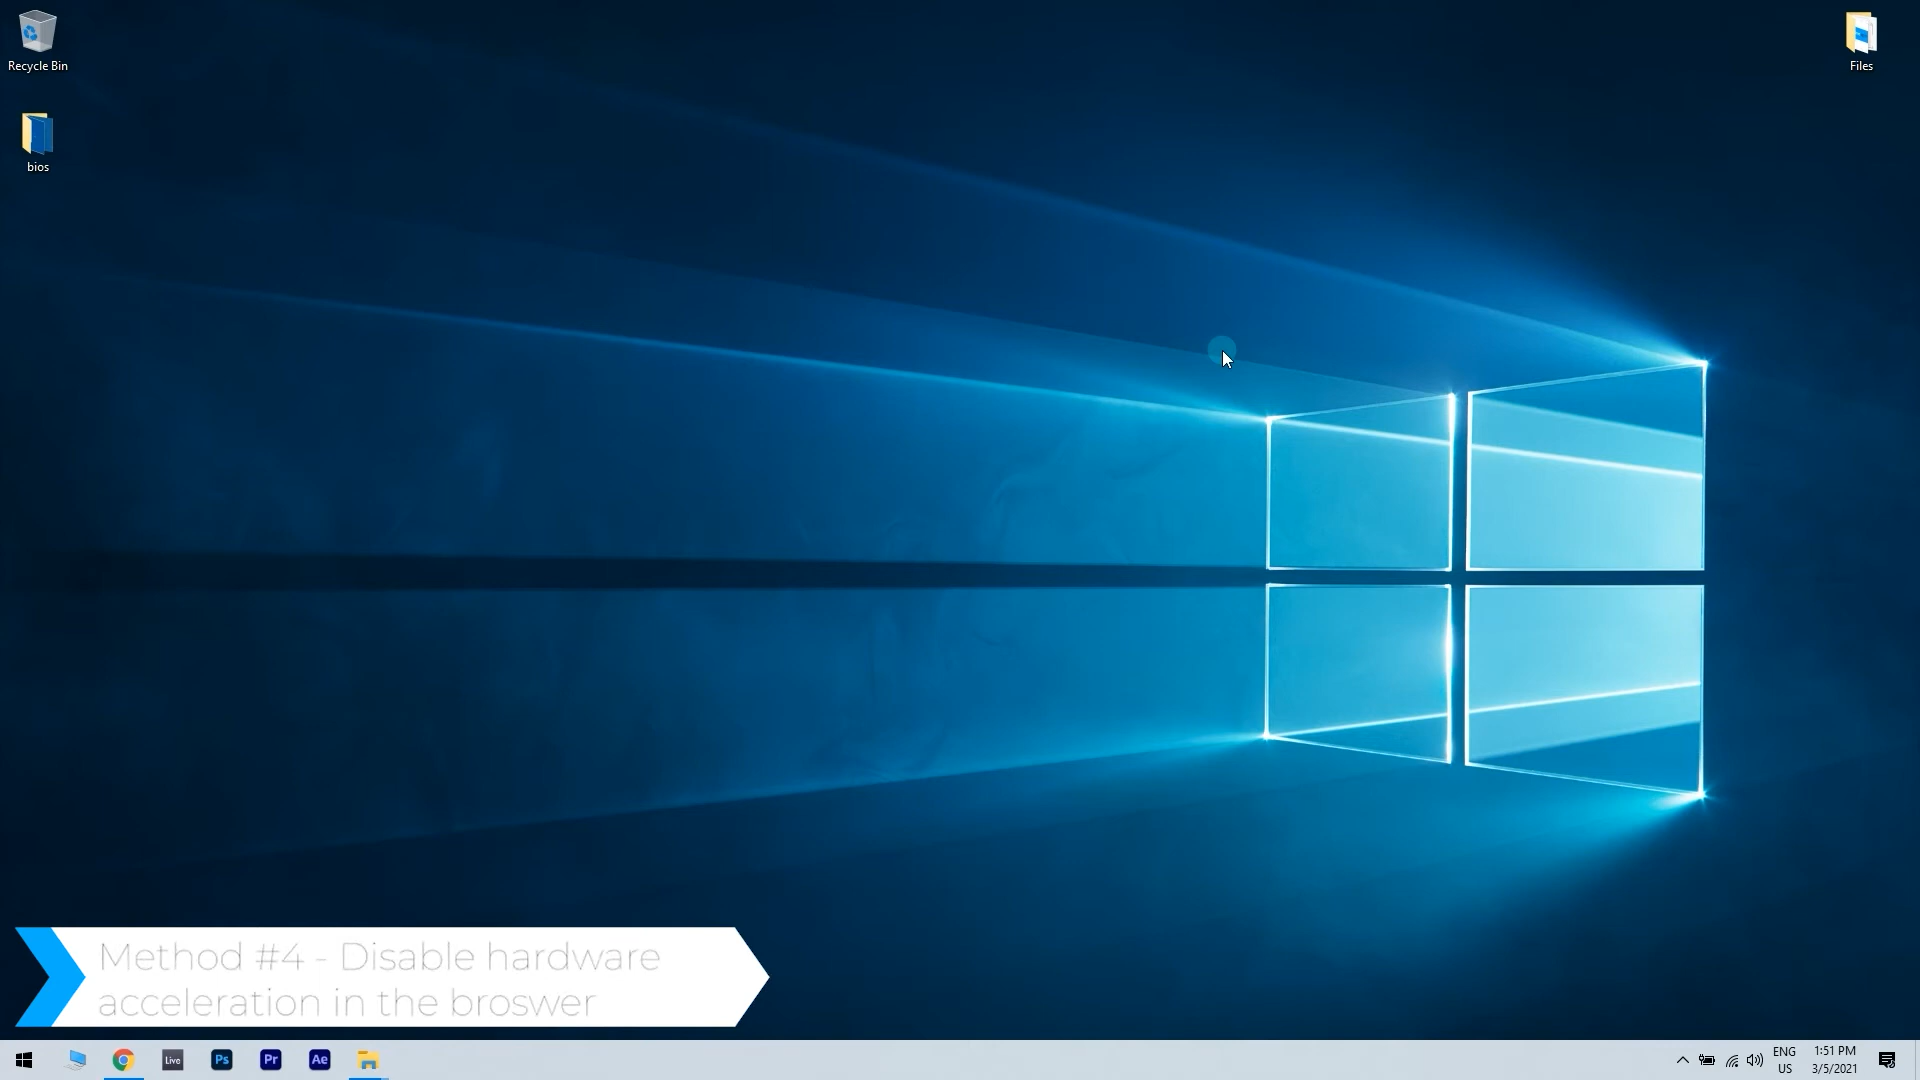 Recycle Bin
Files
bios
Method #4 - Disable hardware
acceleration in the broswer
Live
Ps
Pr
Ae
ENG
US
1:51 PM
3/5/2021